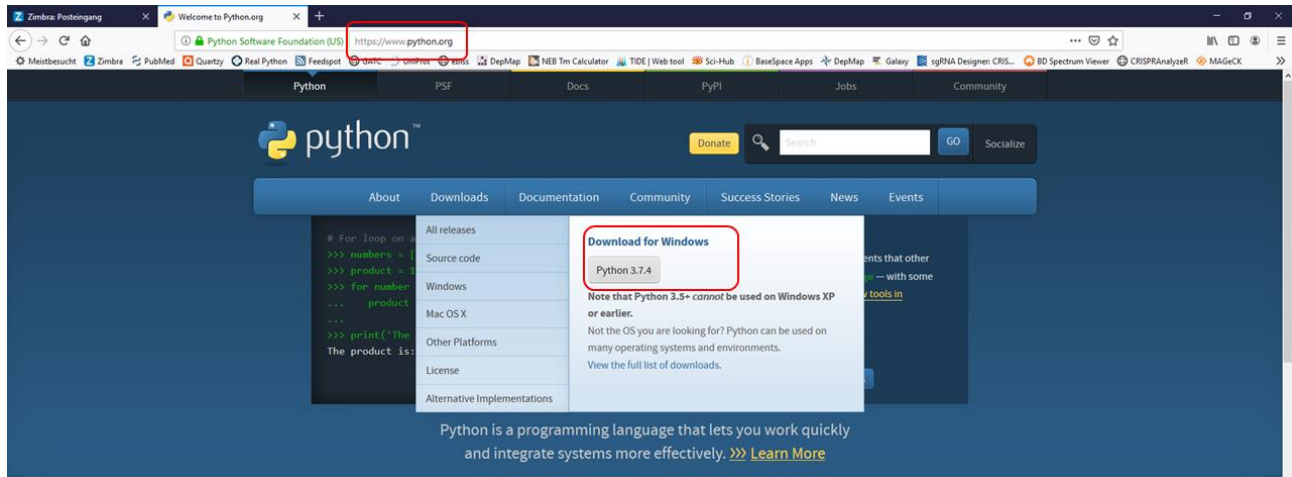 Zimbra: Posteingang
Welcome to Python.org
Python Software Foundation (US) https://www.python.org
Meistbesucht Zimbra PubMed Quartzy Real Python Feedspot GATC UniProt DepMap NEB Tm Calculator TIDE | Web tool Sci-Hub BaseSpace Apps DepMap Galaxy sgRNA Designer: CRIS... BD Spectrum Viewer CRISPRAnalyzeR MAGeCK
Python PSF Docs PyPI Jobs Community
python™
Donate Search GO Socialize
About Downloads Documentation Community Success Stories News Events
# For loop on a
>>> numbers = [
>>> product = 1
>>> for number
... product
...
>>> print('The
The product is:
All releases
Source code
Windows
Mac OS X
Other Platforms
License
Alternative Implementations
Download for Windows
Python 3.7.4
Note that Python 3.5+ cannot be used on Windows XP
or earlier.
Not the OS you are looking for? Python can be used on
many operating systems and environments.
View the full list of downloads.
ents that other
— with some
tools in
Python is a programming language that lets you work quickly
and integrate systems more effectively. >>> Learn More